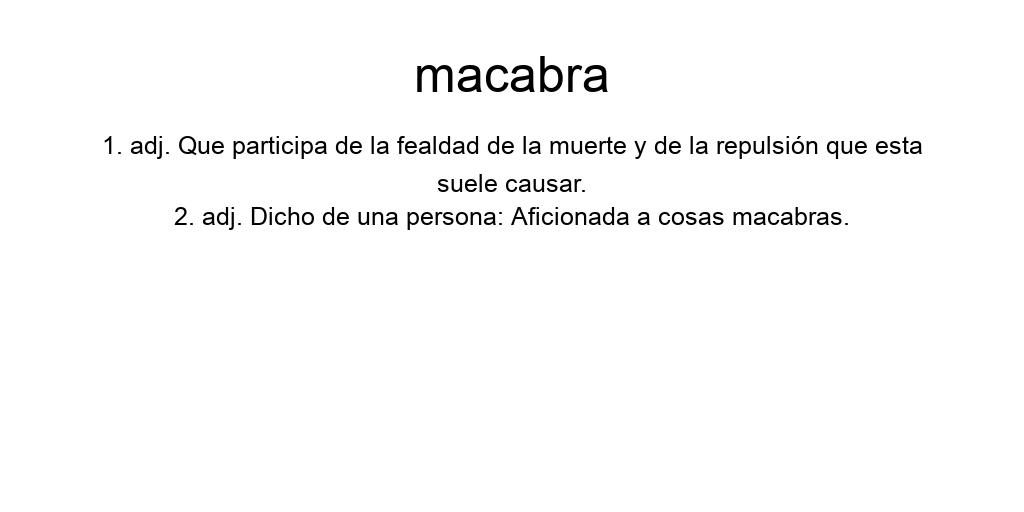 macabra
1. adj. Que participa de la fealdad de la muerte y de la repulsión que esta
suele causar.
2. adj. Dicho de una persona: Aficionada a cosas macabras.